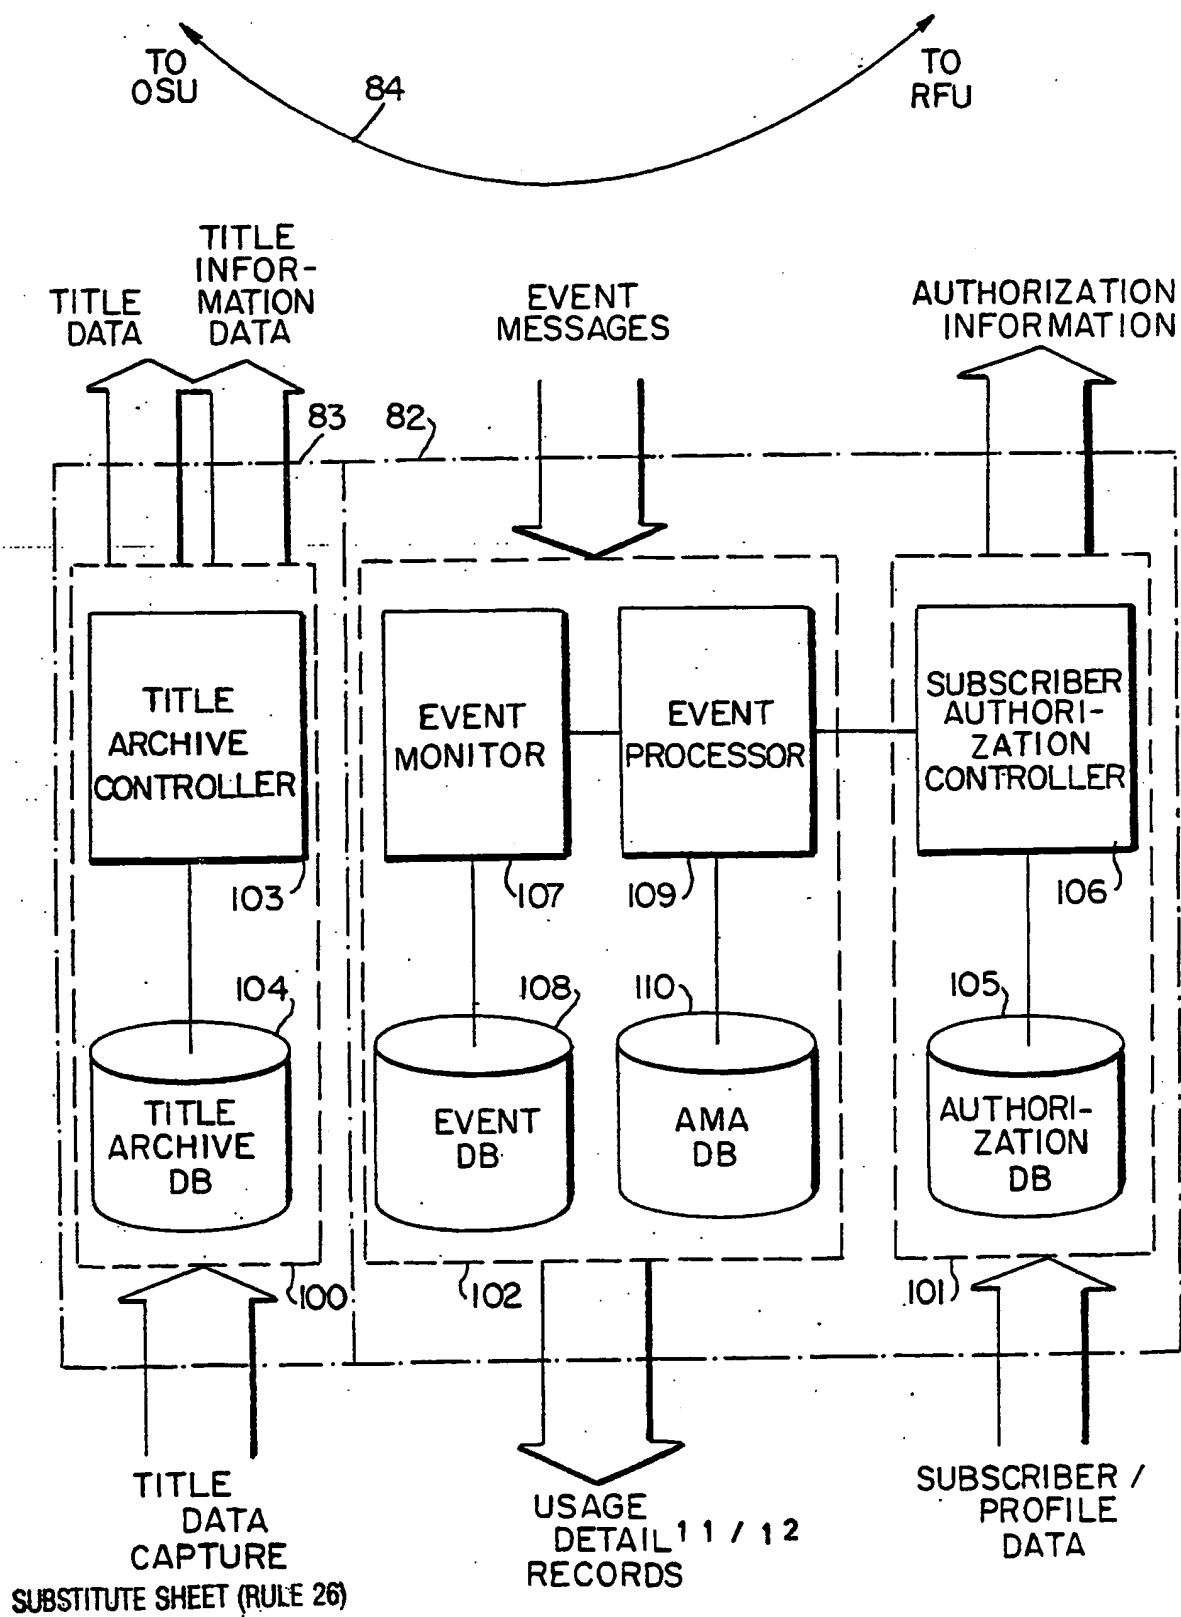 TO
OSU
84
TO
RFU
TITLE
DATA
TITLE
INFOR-
MATION
DATA
EVENT
MESSAGES
AUTHORIZATION
INFORMATION
83
82
TITLE
ARCHIVE
CONTROLLER
EVENT
MONITOR
EVENT
PROCESSOR
SUBSCRIBER
AUTHORI-
ZATION
CONTROLLER
103
107
109
106
104
108
110
105
TITLE
ARCHIVE
DB
EVENT
DB
AMA
DB
AUTHORI-
ZATION
DB
100
102
101
TITLE
DATA
CAPTURE
USAGE
DETAIL
RECORDS
11/12
SUBSCRIBER /
PROFILE
DATA
SUBSTITUTE SHEET (RULE 26)